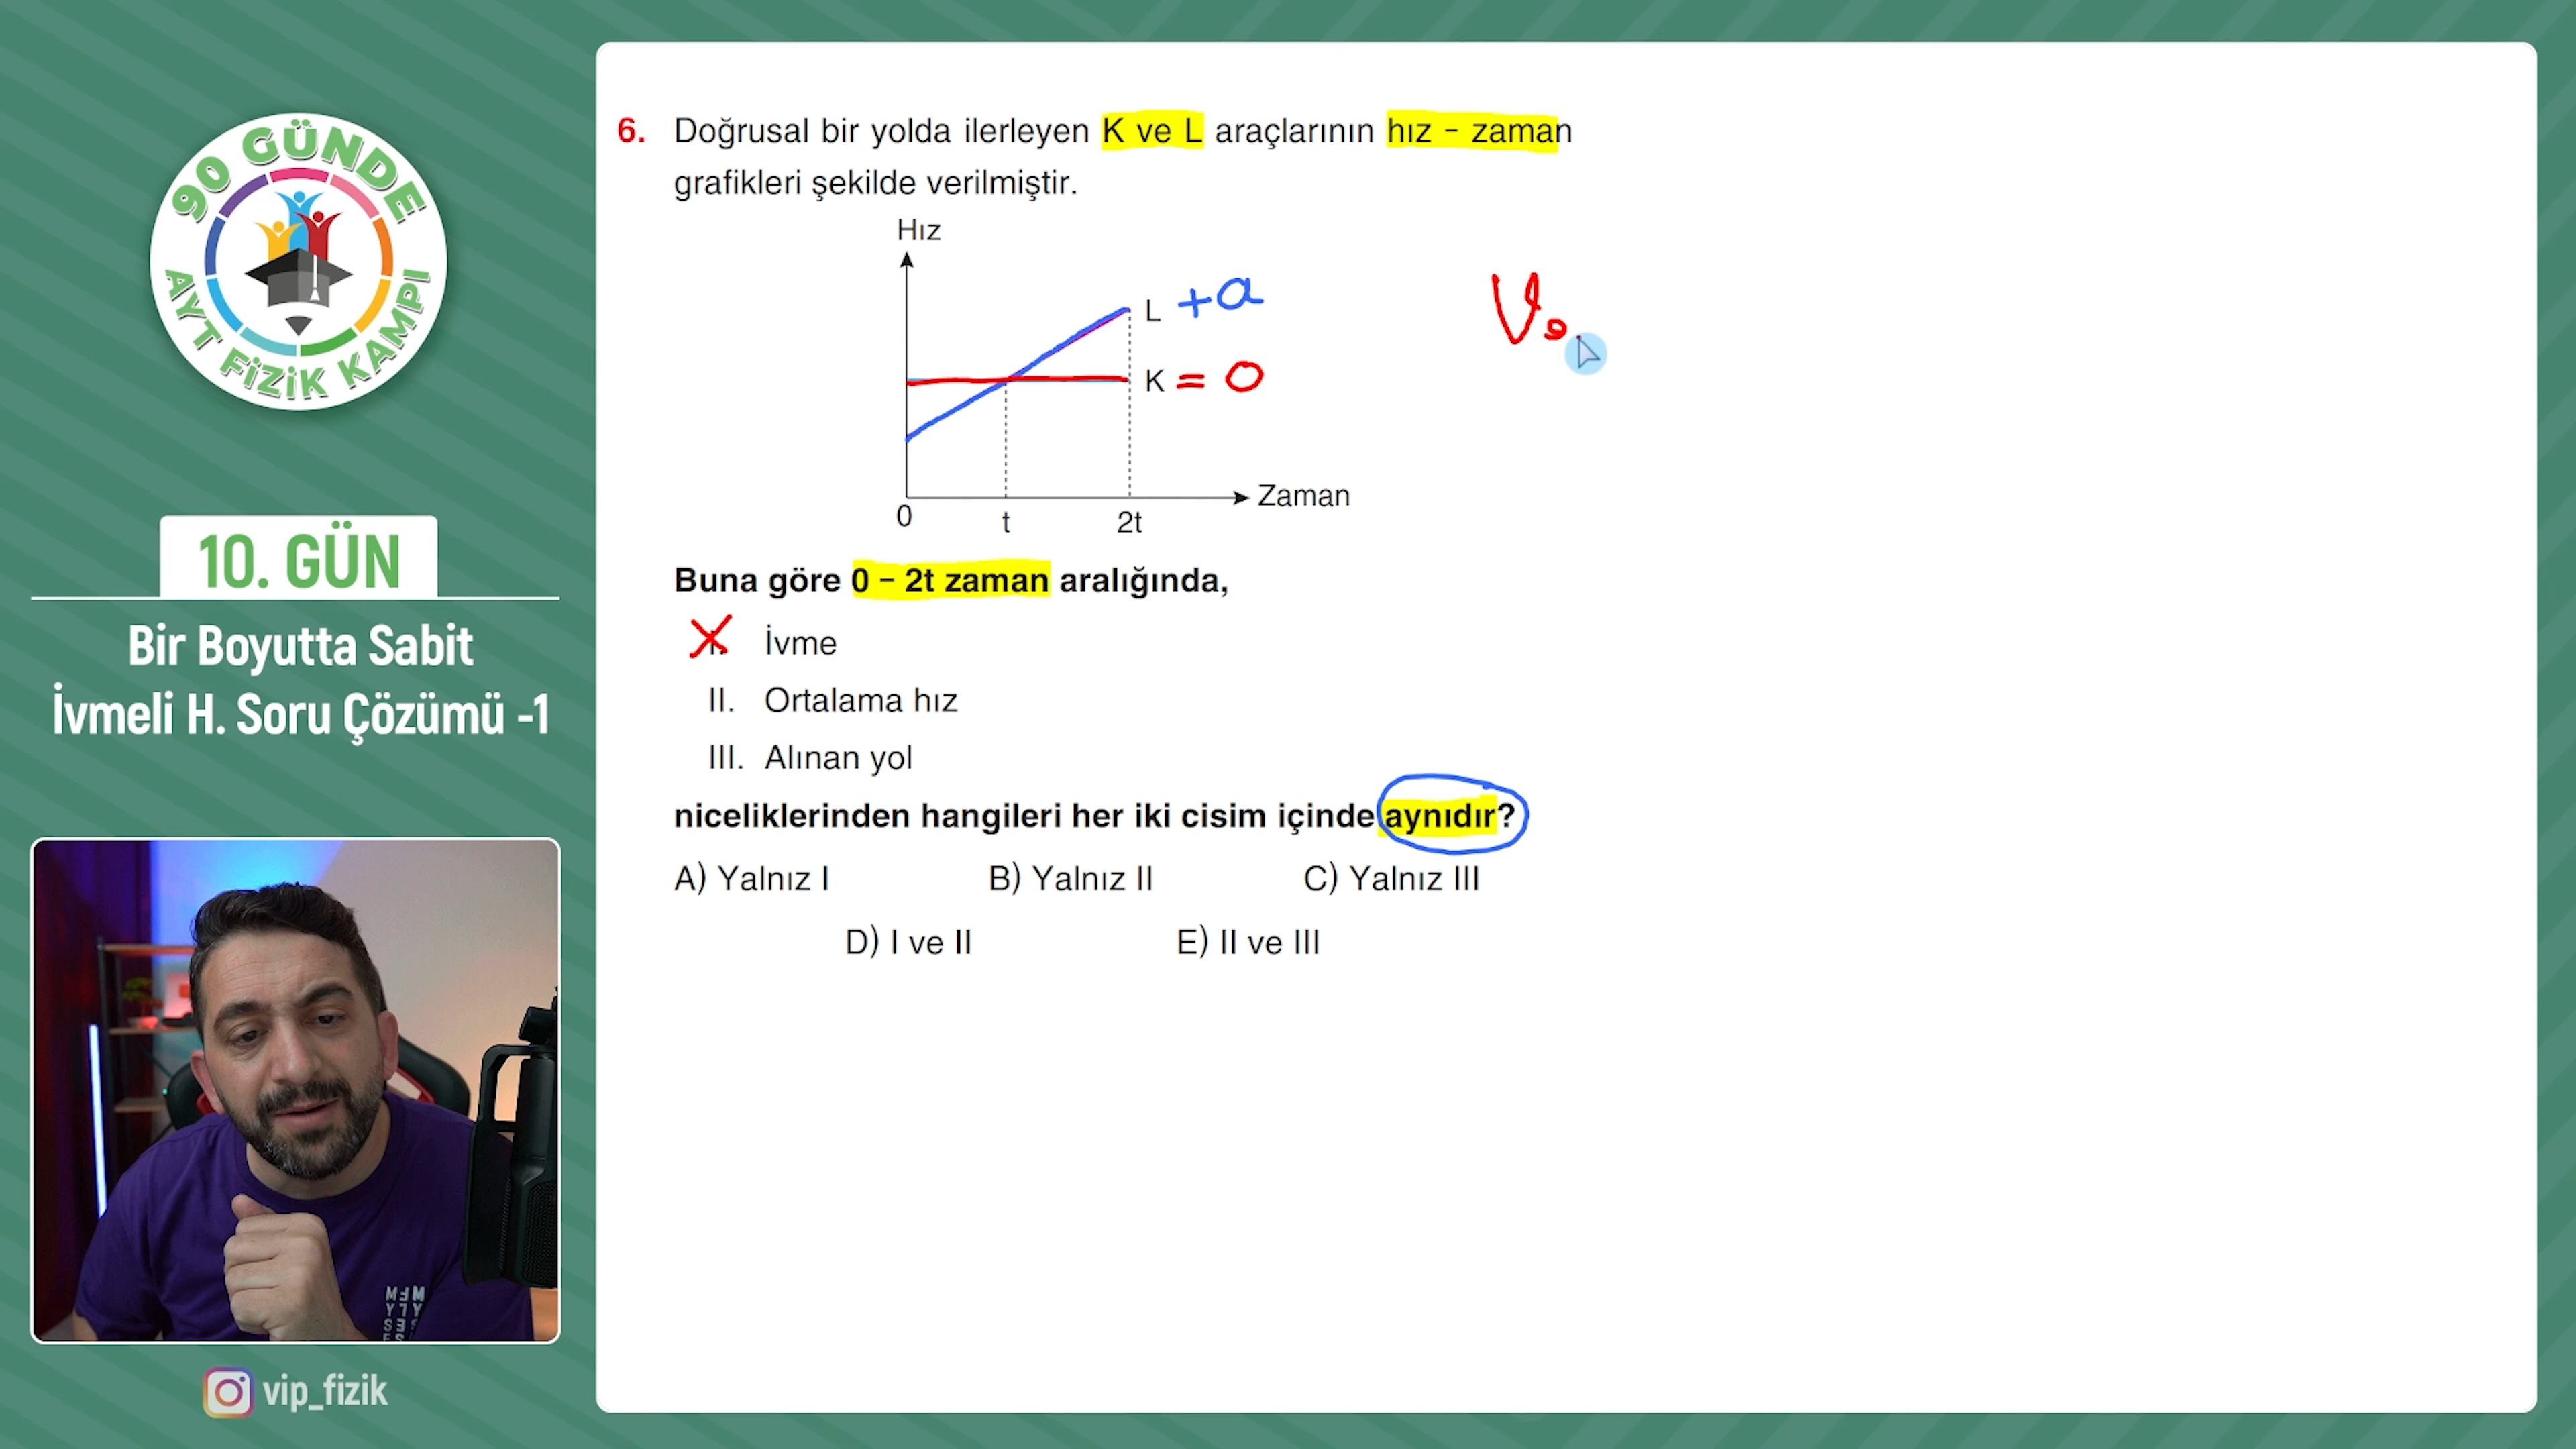 90 GÜNDE
AYT FİZİK KAMPI
10. GÜN
Bir Boyutta Sabit
İvmeli H. Soru Çözümü -1
vip_fizik
6. Doğrusal bir yolda ilerleyen K ve L araçlarının hız - zaman
grafikleri şekilde verilmiştir.
Hız
L +a
K = 0
Zaman
0 t 2t
Buna göre 0 – 2t zaman aralığında,
I. İvme
II. Ortalama hız
III. Alınan yol
niceliklerinden hangileri her iki cisim içinde aynıdır?
A) Yalnız I B) Yalnız II C) Yalnız III
D) I ve II E) II ve III